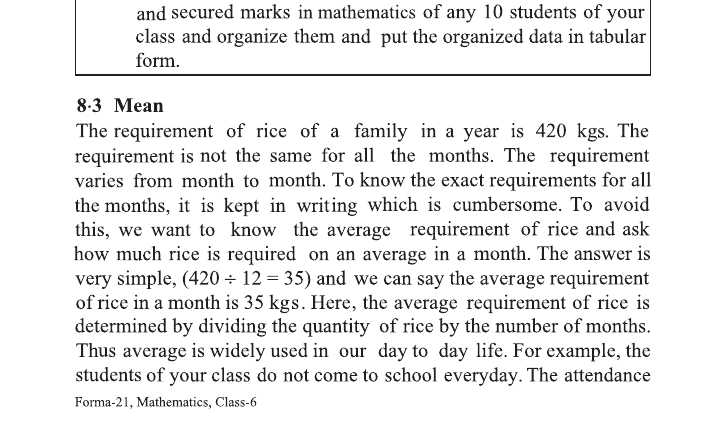 and secured marks in mathematics of any 10 students of your
class and organize them and put the organized data in tabular
form.
8·3 Mean
The requirement of rice of a family in a year is 420 kgs. The
requirement is not the same for all the months. The requirement
varies from month to month. To know the exact requirements for all
the months, it is kept in writing which is cumbersome. To avoid
this, we want to know the average requirement of rice and ask
how much rice is required on an average in a month. The answer is
very simple, (420 ÷ 12 = 35) and we can say the average requirement
of rice in a month is 35 kgs. Here, the average requirement of rice is
determined by dividing the quantity of rice by the number of months.
Thus average is widely used in our day to day life. For example, the
students of your class do not come to school everyday. The attendance
Forma-21, Mathematics, Class-6